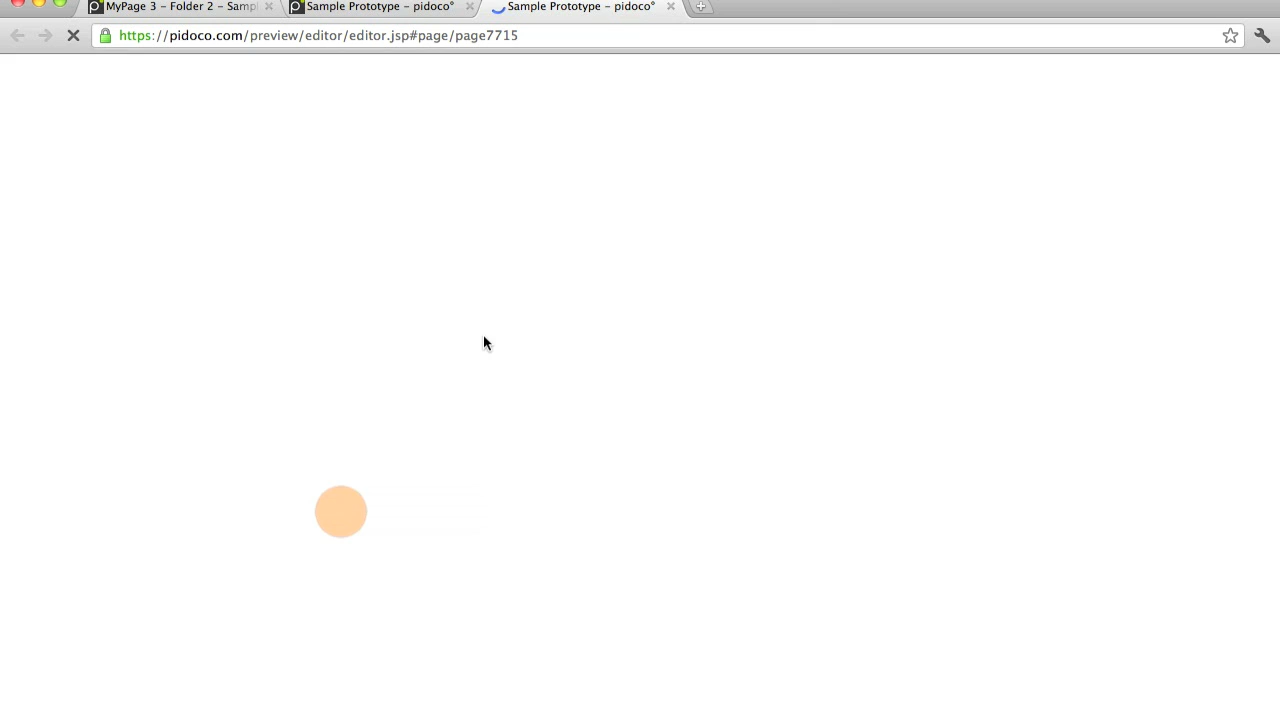 MyPage 3 – Folder 2 – Samp
Sample Prototype – pidoco°
Sample Prototype – pidoco°
https://pidoco.com/preview/editor/editor.jsp#page/page7715